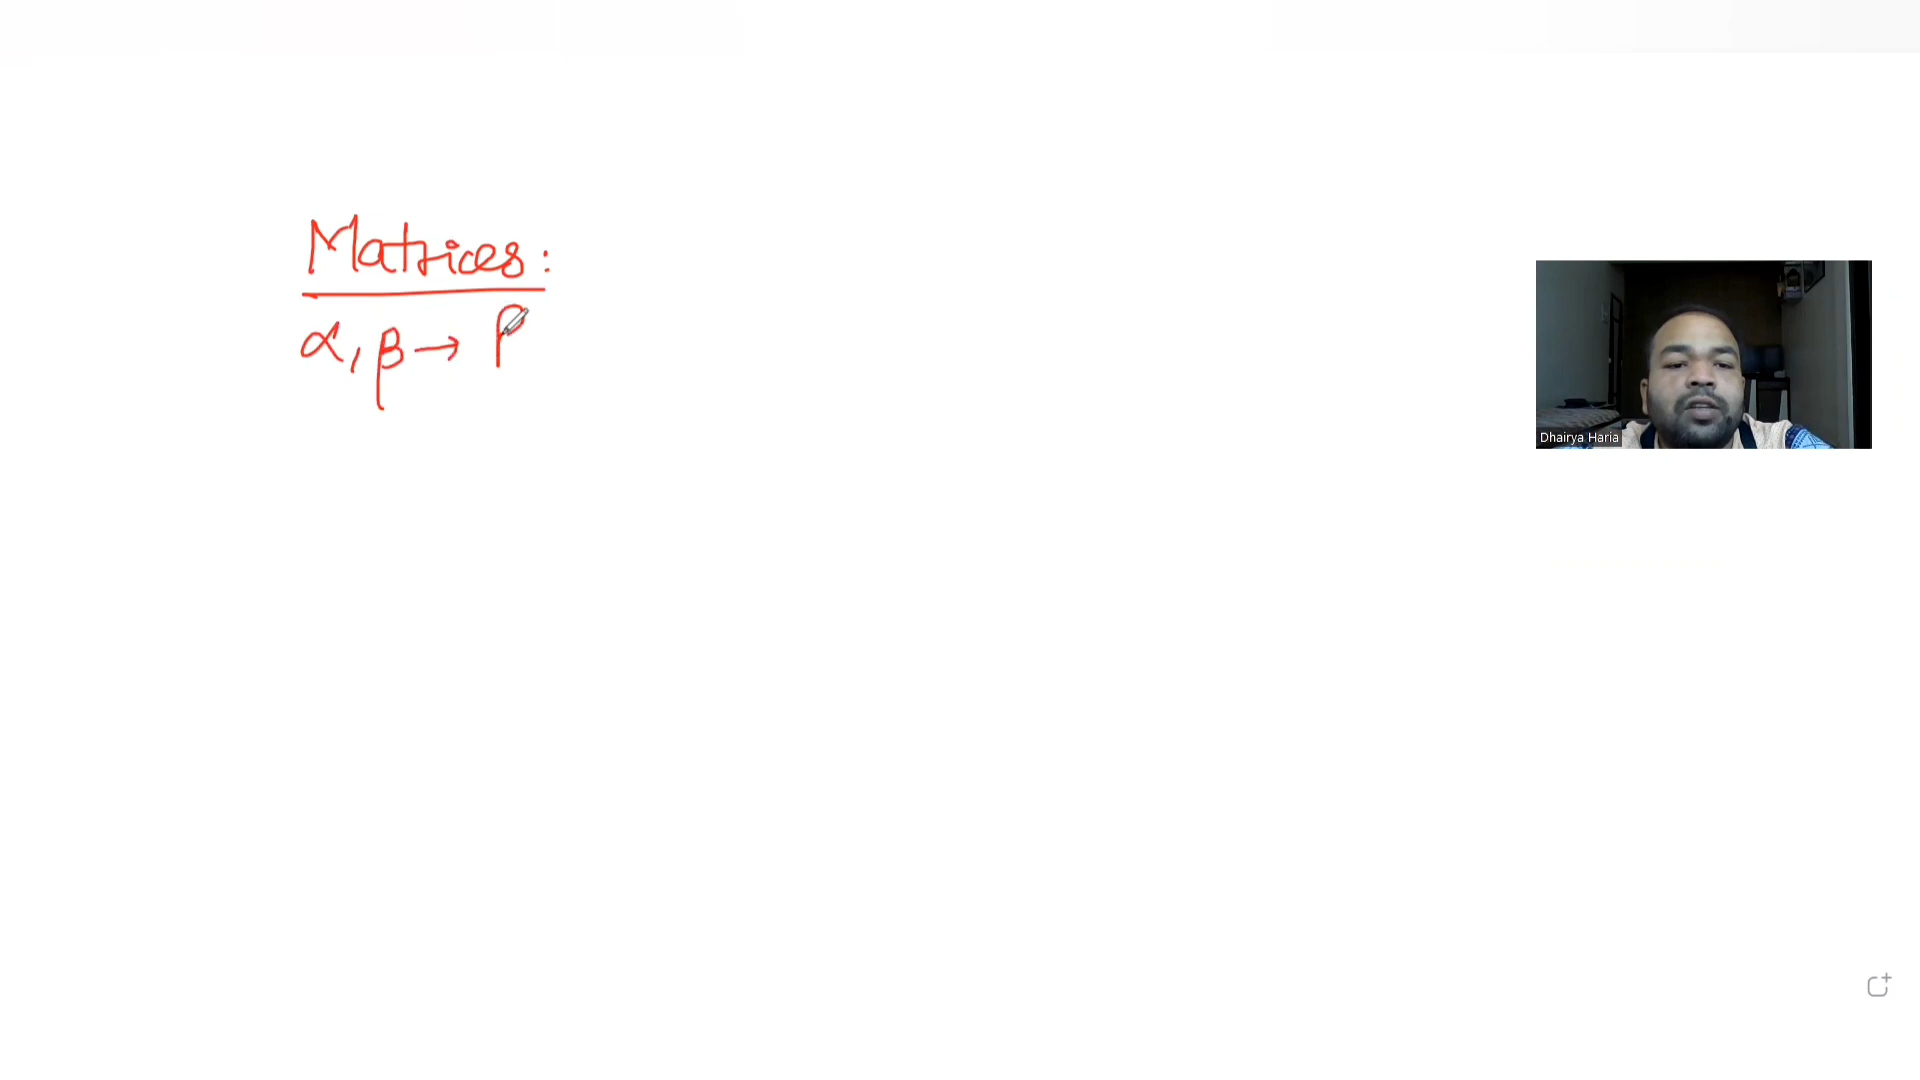 Matrices:
α, β → P
Dhairya Haria